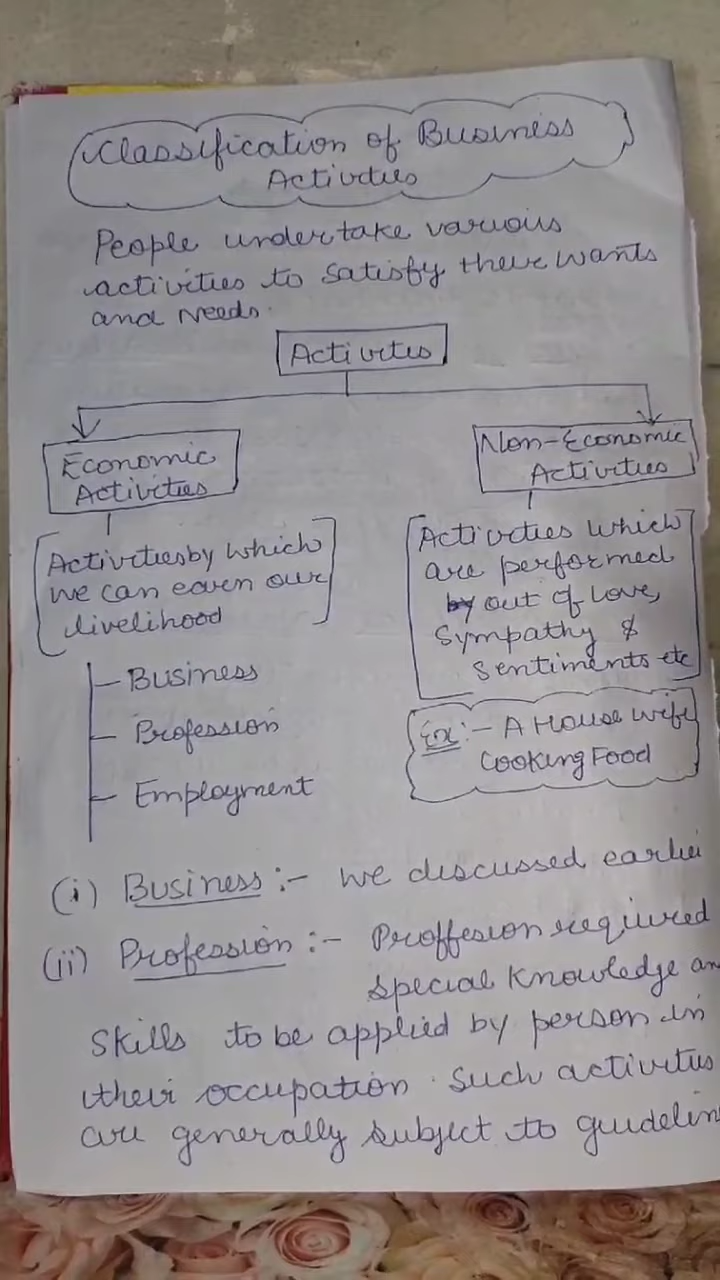 Classification of Business
Activities
People undertake various
activities to satisfy their wants
and Needs.
Activites
Economic
Activities
Non-Economic
Activities
Activities by which
we can earn our
livelihood
Activities which
are performed
by out of love,
Sympathy &
Sentiments etc
Business
Profession
Employment
Ex:- A House wife
Cooking Food
(i) Business :- we discussed earlier
(ii) Profession :- Proffesion required
special knowledge an
skills to be applied by person in
their occupation. Such activities
are generally subject to guidelin